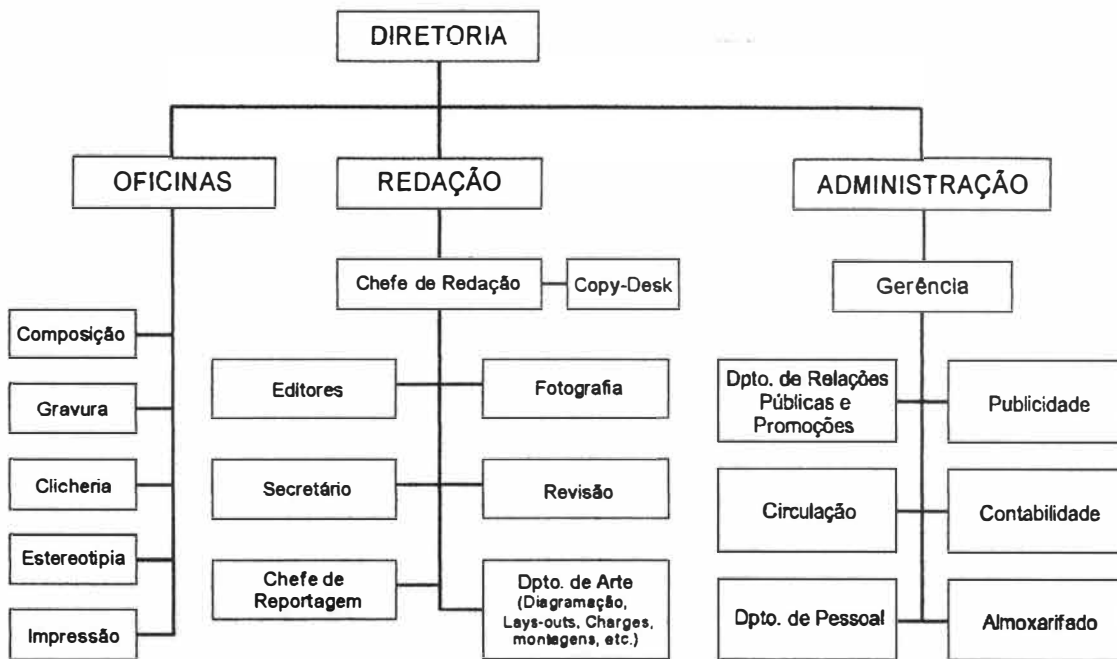 DIRETORIA
OFICINAS
REDAÇÃO
ADMINISTRAÇÃO
Chefe de Redação
Copy-Desk
Gerência
Composição
Gravura
Clicheria
Estereotipia
Impressão
Editores
Fotografia
Secretário
Revisão
Chefe de
Reportagem
Dpto. de Arte
(Diagramação,
Lays-outs, Charges,
montagens, etc.)
Dpto. de Relações
Públicas e
Promoções
Publicidade
Circulação
Contabilidade
Dpto. de Pessoal
Almoxarifado